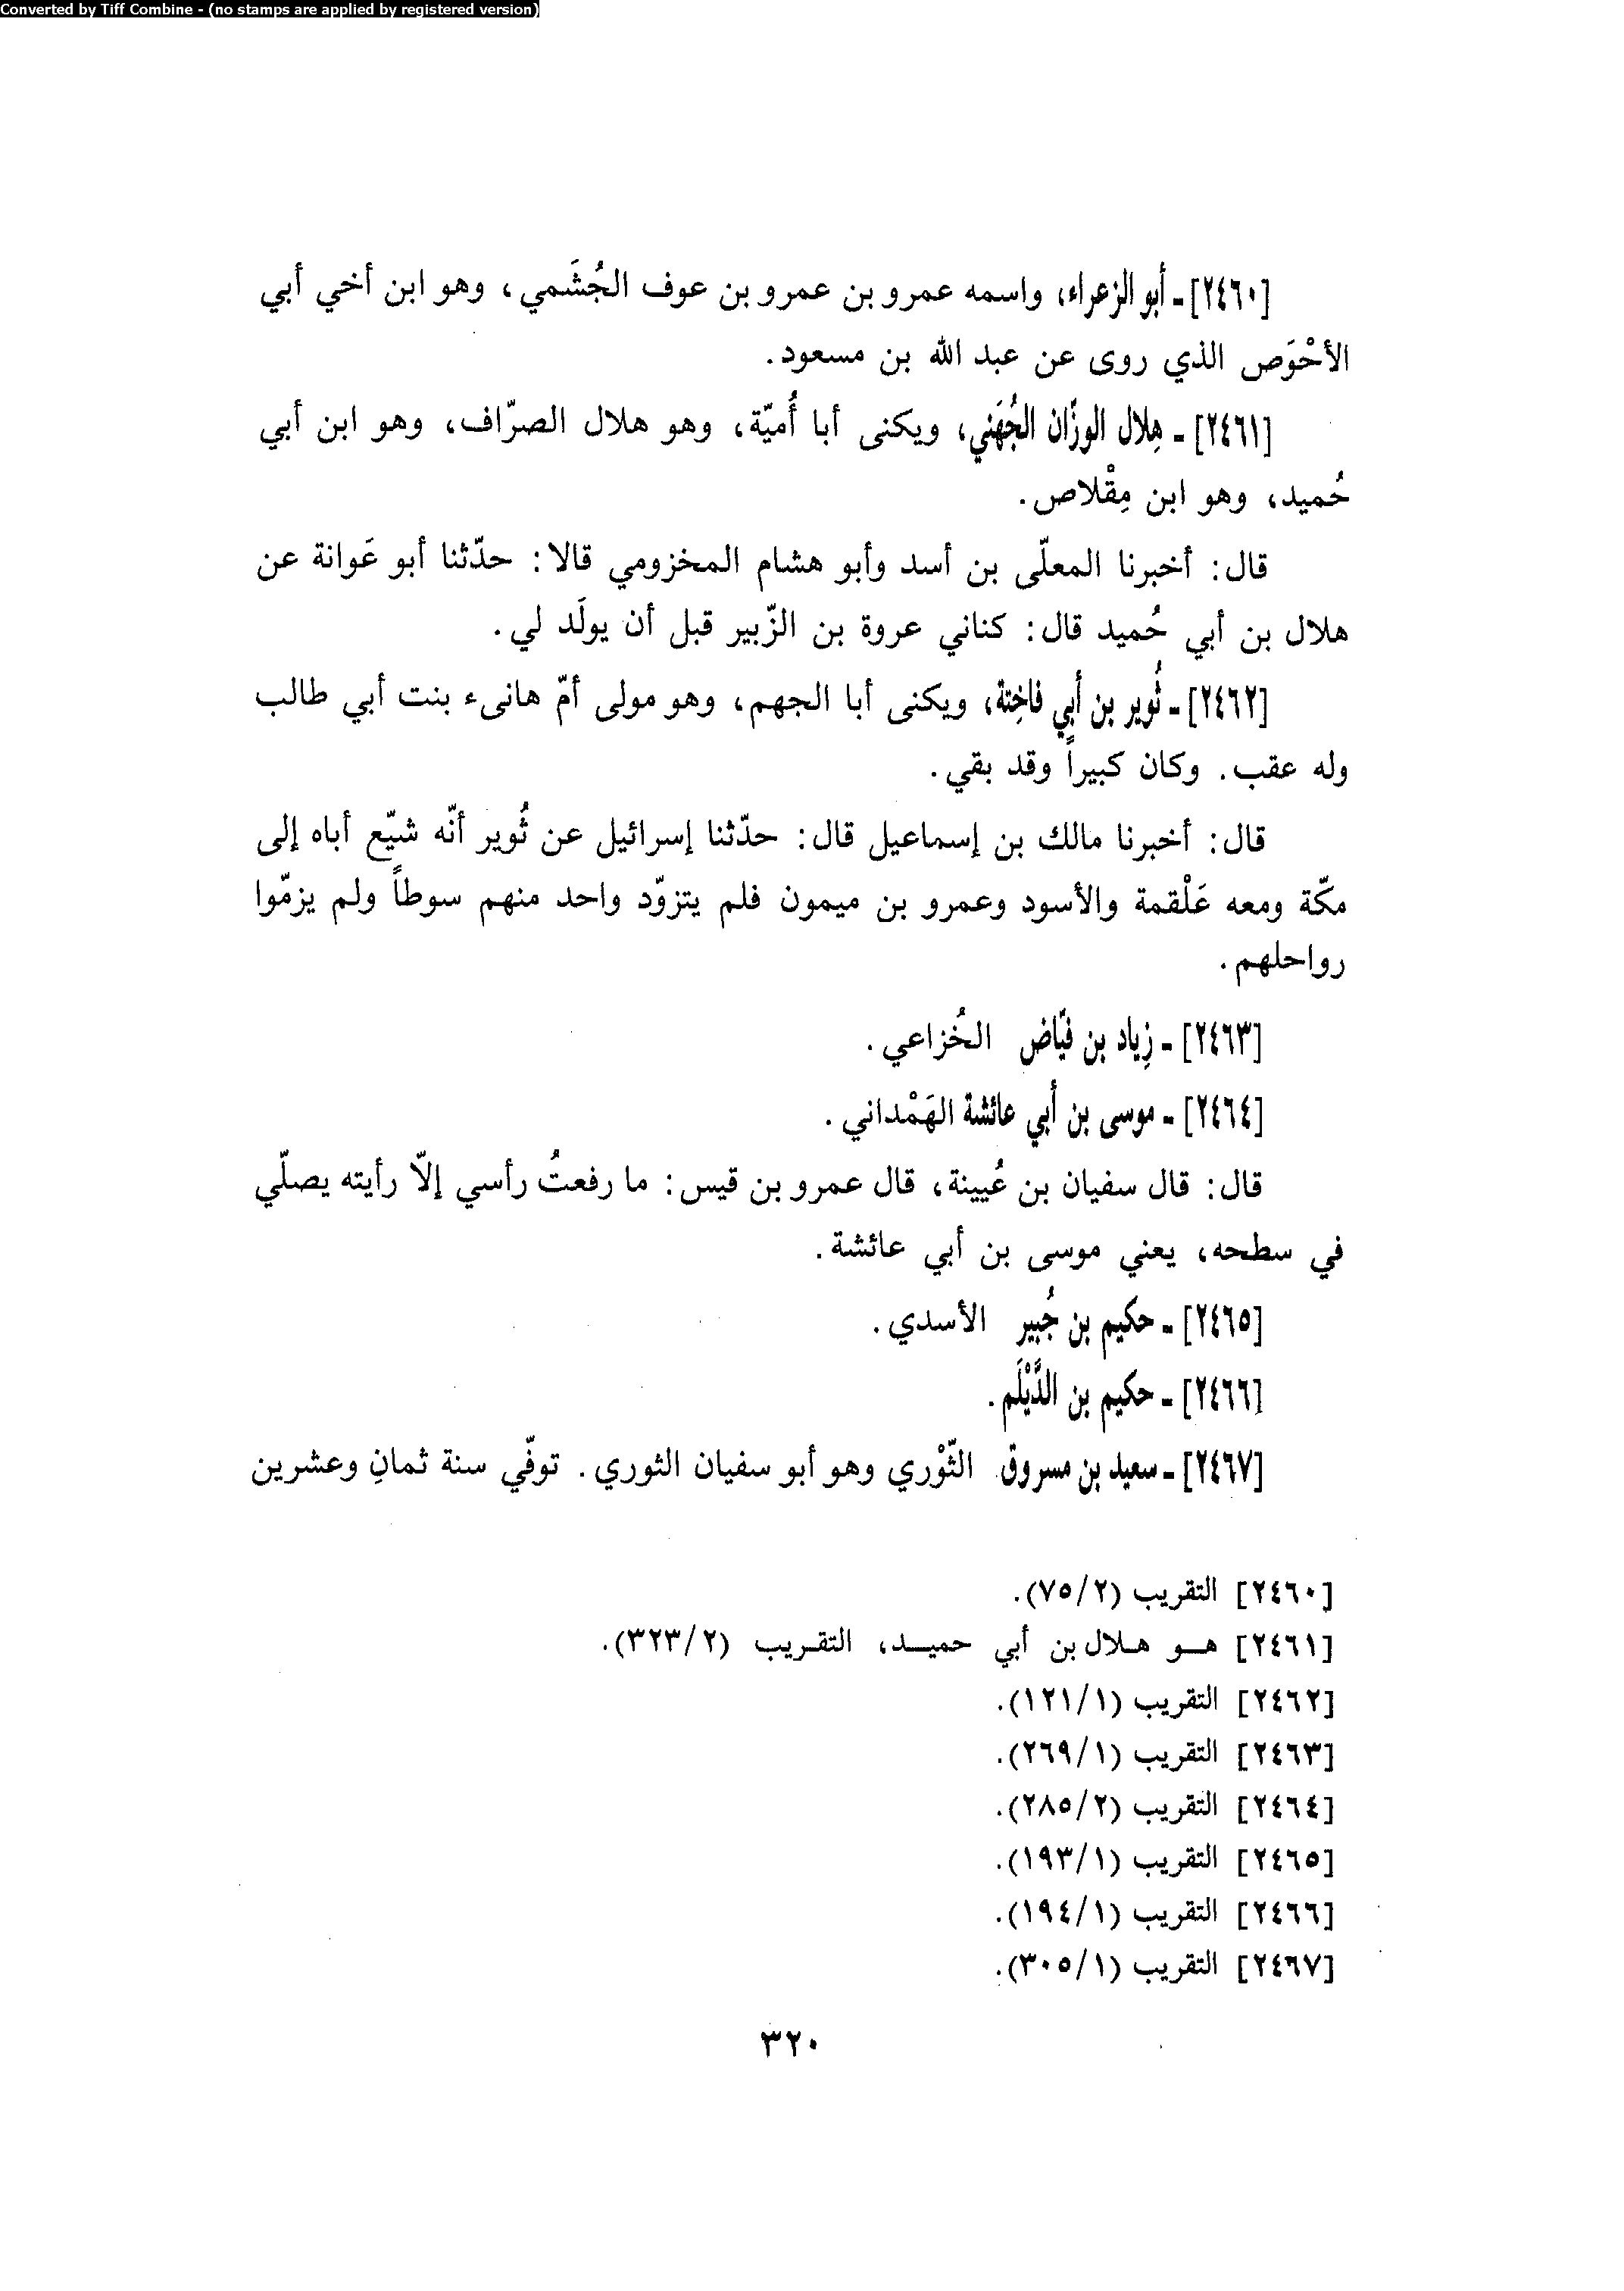 Converted by Tiff Combine - (no stamps are applied by registered version)
[٢٤٦٠] ـ أبو الزعراء، واسمه عمرو بن عمرو بن عوف الجُشَمي، وهو ابن أخي أبي
الأحْوَص الذي روى عن عبد الله بن مسعود.
[٢٤٦١] ـ هِلال الوزّان الجُهَني، ويكنى أبا أُميّة، وهو هلال الصرّاف، وهو ابن أبي
حُميد، وهو ابن مِقْلاص.
قال: أخبرنا المعلّى بن أسد وأبو هشام المخزومي قالا: حدّثنا أبو عَوانة عن
هلال بن أبي حُميد قال: كناني عروة بن الزّبير قبل أن يولَد لي.
[٢٤٦٢] ـ ثُوير بن أبي فاخِتة، ويكنى أبا الجهم، وهو مولى أمّ هانىء بنت أبي طالب
وله عقب. وكان كبيراً وقد بقي.
قال: أخبرنا مالك بن إسماعيل قال: حدّثنا إسرائيل عن ثُوير أنّه شيّع أباه إلى
مكّة ومعه عَلْقمة والأسود وعمرو بن ميمون فلم يتزوّد واحد منهم سوطاً ولم يزمّوا
رواحلهم.
[٢٤٦٣] ـ زِياد بن فيّاض الخُزاعي.
[٢٤٦٤] ـ موسى بن أبي عائشة الهَمْداني.
قال: قال سفيان بن عُيينة، قال عمرو بن قيس: ما رفعتُ رأسي إلاّ رأيته يصلّي
في سطحه، يعني موسى بن أبي عائشة.
[٢٤٦٥] ـ حكيم بن جُبير الأسدي.
[٢٤٦٦] ـ حكيم بن الدَّيْلَم.
[٢٤٦٧] ـ سعيد بن مسروق الثّوْري وهو أبو سفيان الثوري. توفّي سنة ثمانِ وعشرين
[٢٤٦٠] التقريب (٧٥/٢).
[٢٤٦١] هـو هـلال بن أبي حميـد، التقـريب (٣٢٣/٢).
[٢٤٦٢] التقريب (١٢١/١).
[٢٤٦٣] التقريب (٢٦٩/١).
[٢٤٦٤] التقريب (٢٨٥/٢).
[٢٤٦٥] التقريب (١٩٣/١).
[٢٤٦٦] التقريب (١٩٤/١).
[٢٤٦٧] التقريب (٣٠٥/١).
٣٢٠